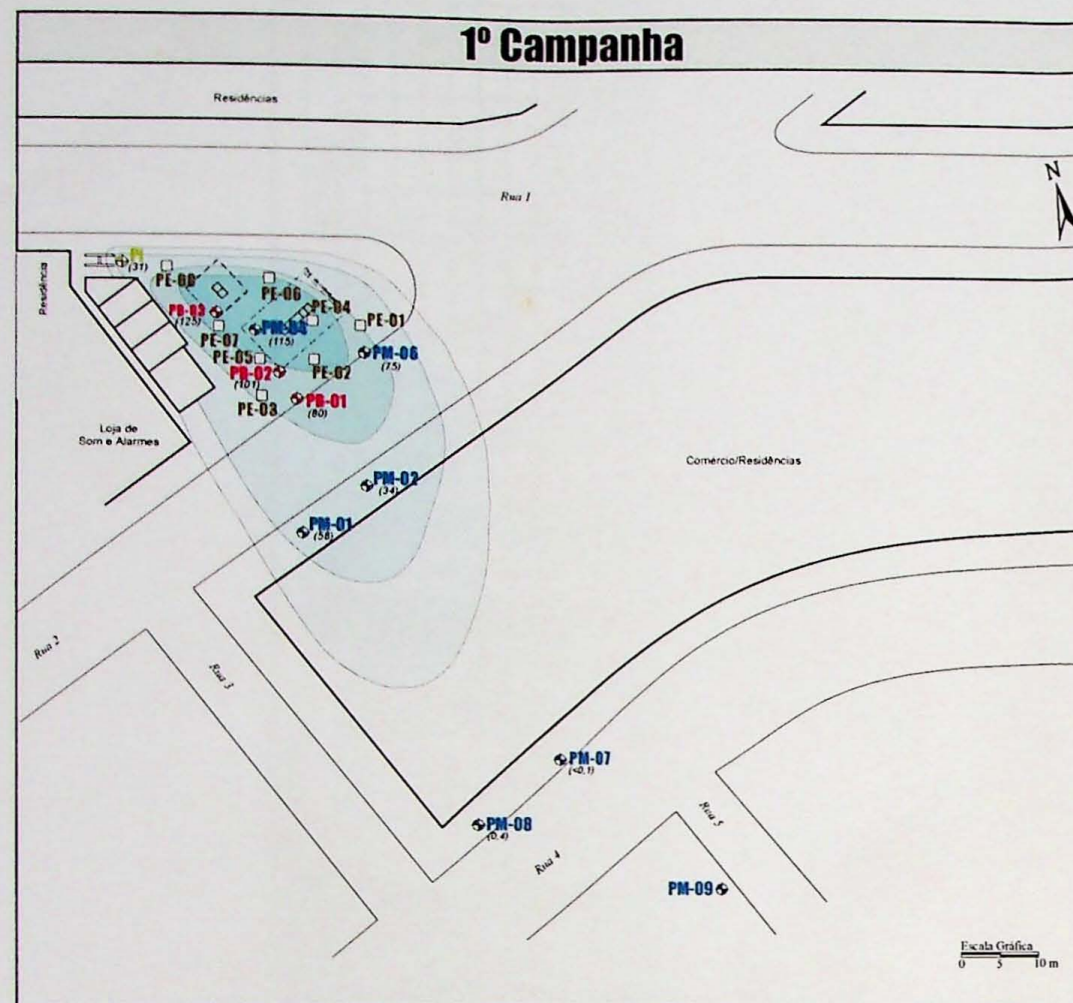 1º Campanha
Residências
Rua 1
N
PI
(31)
PE-08
PE-06
PE-04
PE-01
PB-03
(125)
PE-07
PM-04
(115)
PM-06
(75)
PE-05
PE-02
PB-02
(101)
PE-03
PB-01
(80)
Residência
Loja de
Som e Alarmes
Comércio/Residências
PM-02
(34)
PM-01
(58)
Rua 2
Rua 3
PM-07
(<0,1)
PM-08
(0,4)
Rua 4
Rua 5
PM-09
Escala Gráfica
0 5 10 m